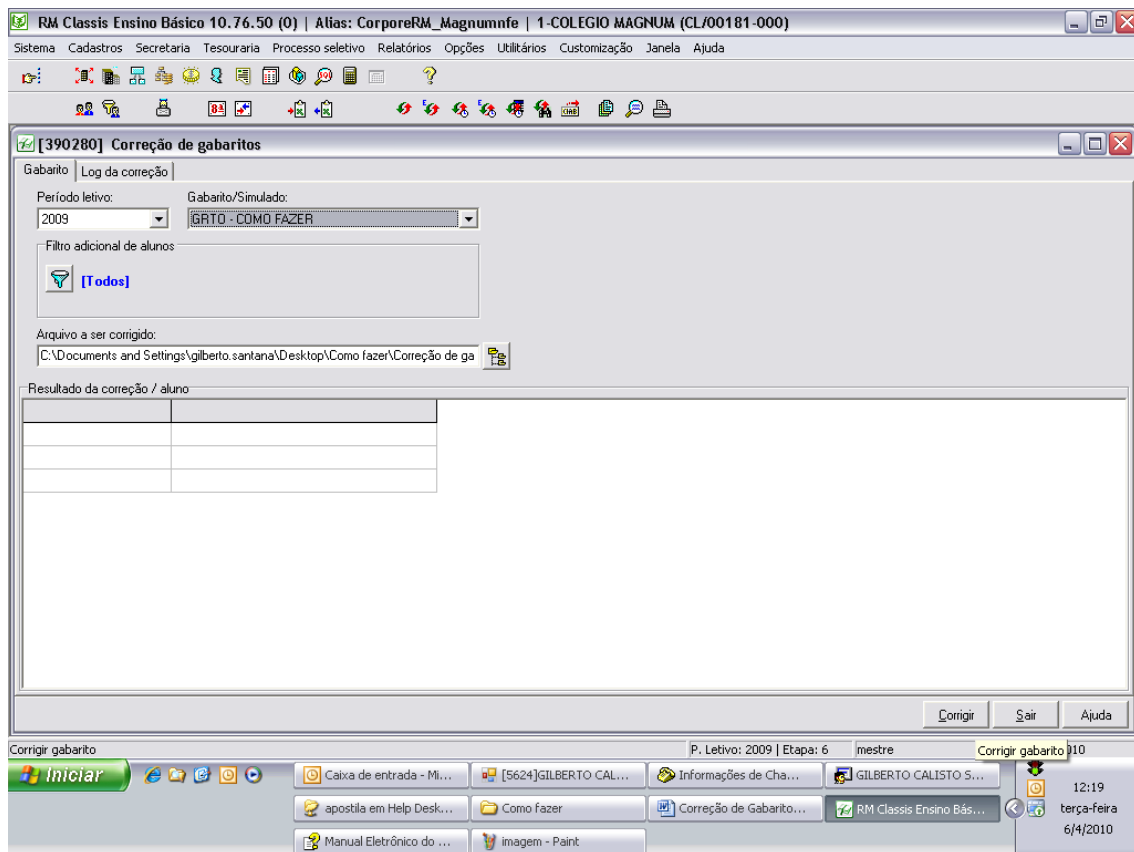 RM Classis Ensino Básico 10.76.50 (0) | Alias: CorporeRM_Magnumnfe | 1-COLEGIO MAGNUM (CL/00181-000)
Sistema Cadastros Secretaria Tesouraria Processo seletivo Relatórios Opções Utilitários Customização Janela Ajuda
[390280] Correção de gabaritos
Gabarito Log da correção
Período letivo: Gabarito/Simulado:
2009 GRTO - COMO FAZER
Filtro adicional de alunos
[Todos]
Arquivo a ser corrigido:
C:\Documents and Settings\gilberto.santana\Desktop\Como fazer\Correção de ga
Resultado da correção / aluno
Corrigir Sair Ajuda
Corrigir gabarito P. Letivo: 2009 | Etapa: 6 mestre Corrigir gabarito 010
Iniciar Caixa de entrada - Mi... [5624]GILBERTO CAL... Informações de Cha... GILBERTO CALISTO S...
12:19
apostila em Help Desk... Como fazer Correção de Gabarito... RM Classis Ensino Bás... terça-feira
6/4/2010
Manual Eletrônico do ... imagem - Paint